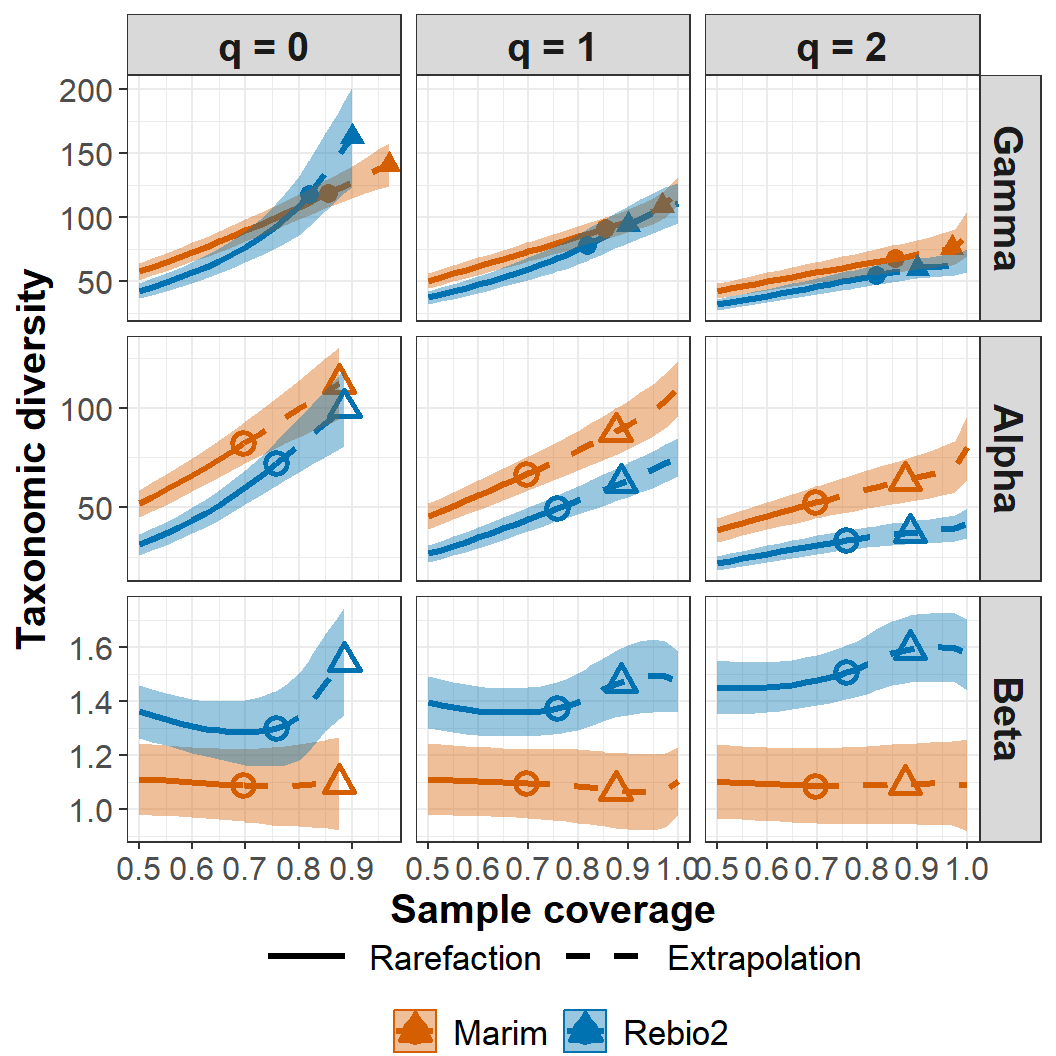 q = 0 q = 1 q = 2
200
150
100
50
Gamma
100
50
Alpha
1.6
1.4
1.2
1.0
Beta
Taxonomic diversity
0.5 0.6 0.7 0.8 0.9 0.5 0.6 0.7 0.8 0.9 1.0 0.5 0.6 0.7 0.8 0.9 1.0
Sample coverage
Rarefaction Extrapolation
Marim Rebio2